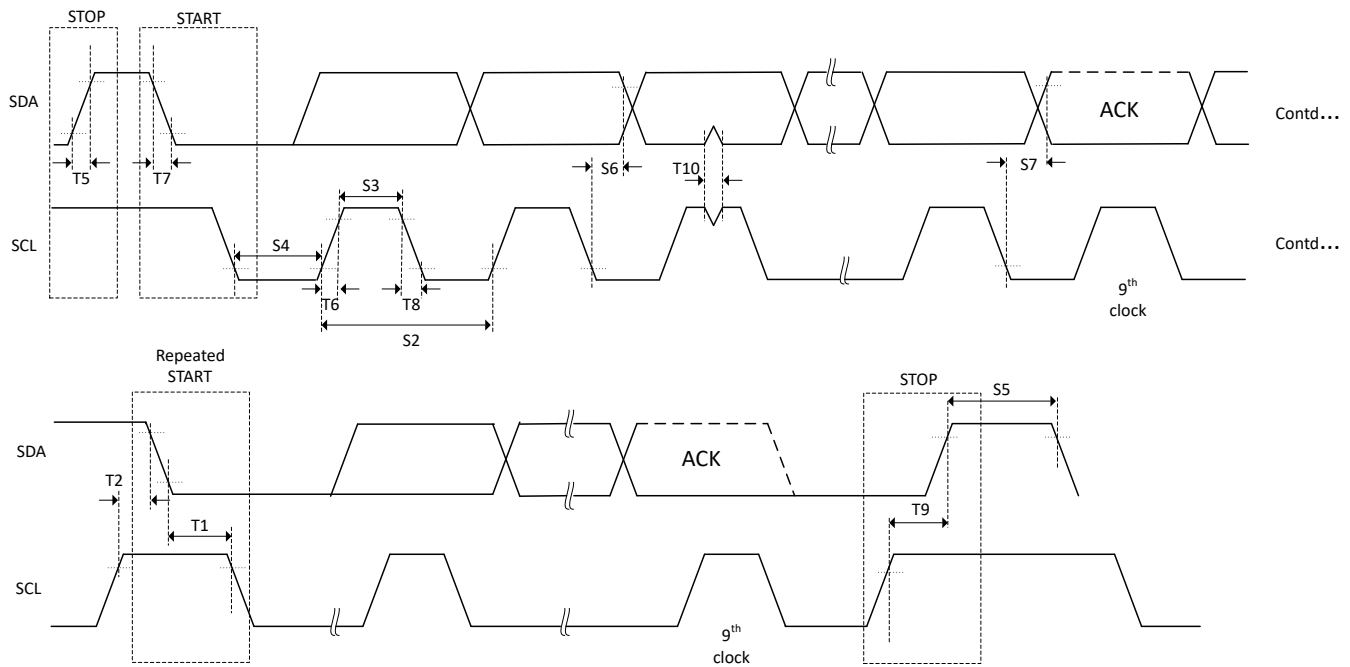 STOP
START
SDA
ACK
Contd...
T5
T7
S6
T10
S7
S3
SCL
S4
Contd...
T6
T8
9th
clock
S2
Repeated
START
STOP
S5
SDA
ACK
T2
T9
T1
SCL
9th
clock